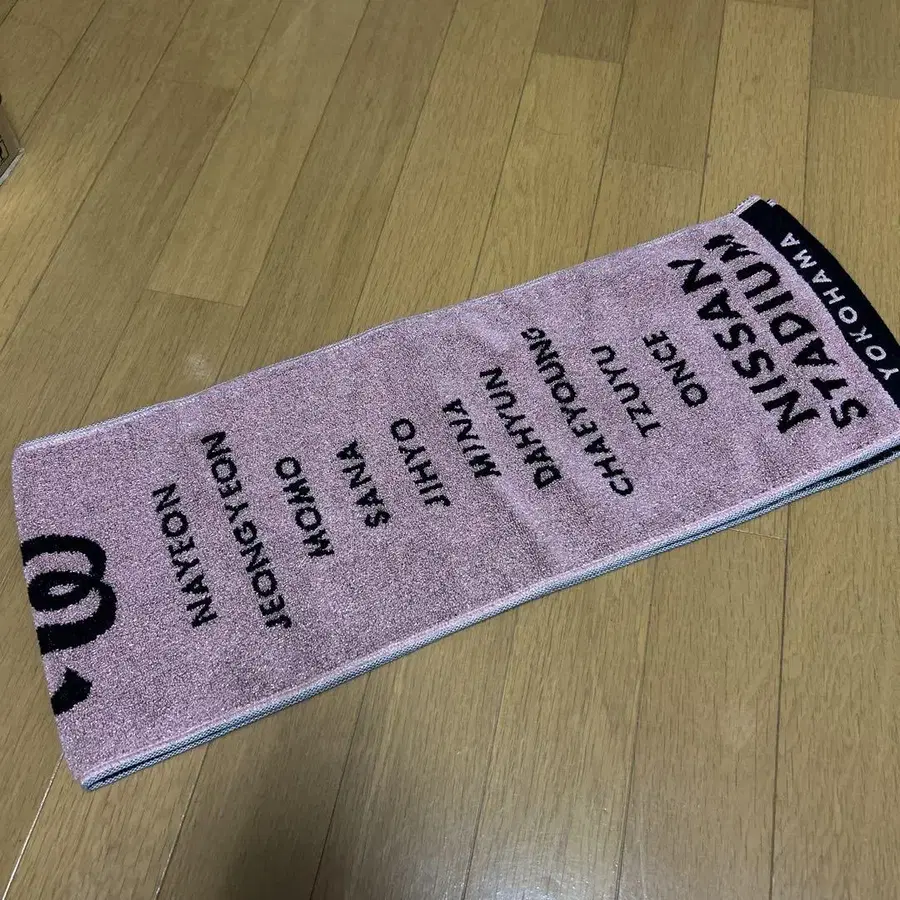 NAYEON
JEONGYEON
MOMO
SANA
JIHYO
MINA
DAHYUN
CHAEYOUNG
TZUYU
ONCE
NISSAN
STADIUM
YOKOHAMA